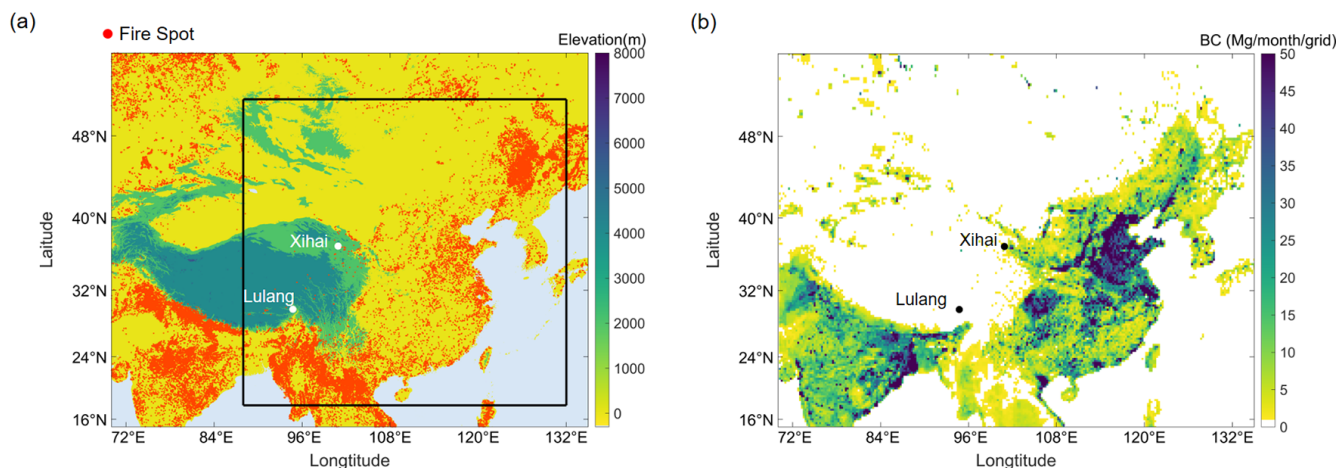 (a)
Fire Spot
Elevation(m)
8000
7000
6000
5000
4000
3000
2000
1000
0
48°N
40°N
32°N
24°N
16°N
Laitude
Xihai
Lulang
72°E 84°E 96°E 108°E 120°E 132°E
Longtitude
(b)
BC (Mg/month/grid)
50
45
40
35
30
25
20
15
10
5
0
48°N
40°N
32°N
24°N
16°N
Laitude
Xihai
Lulang
72°E 84°E 96°E 108°E 120°E 132°E
Longtitude